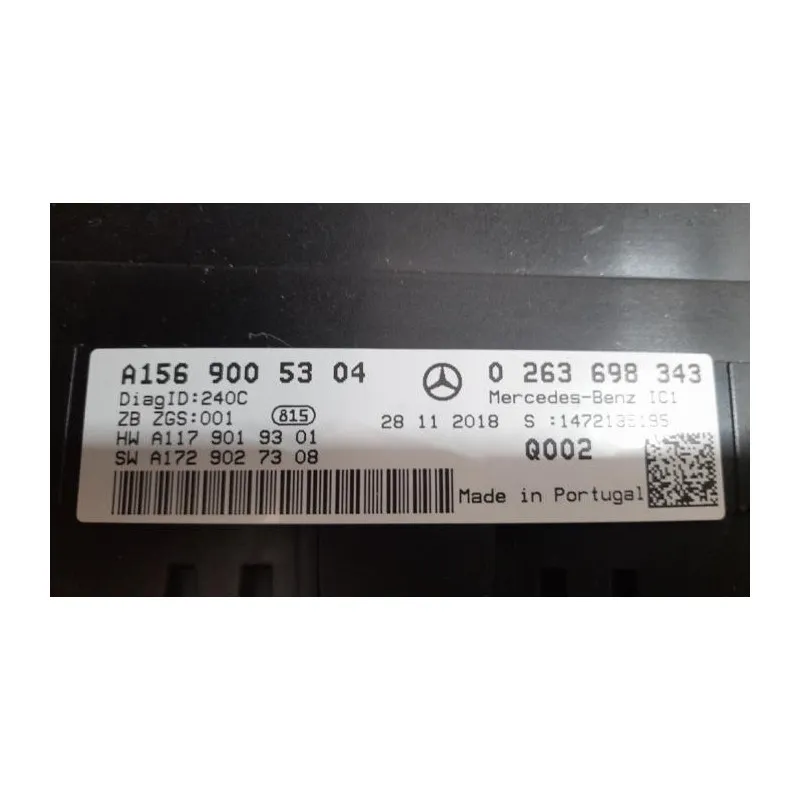 A156 900 53 04
DiagID:240C
ZB ZGS:001 815
HW A117 901 93 01
SW A172 902 73 08
0 263 698 343
Mercedes-Benz IC1
28 11 2018 S :1472135195
Q002
Made in Portugal